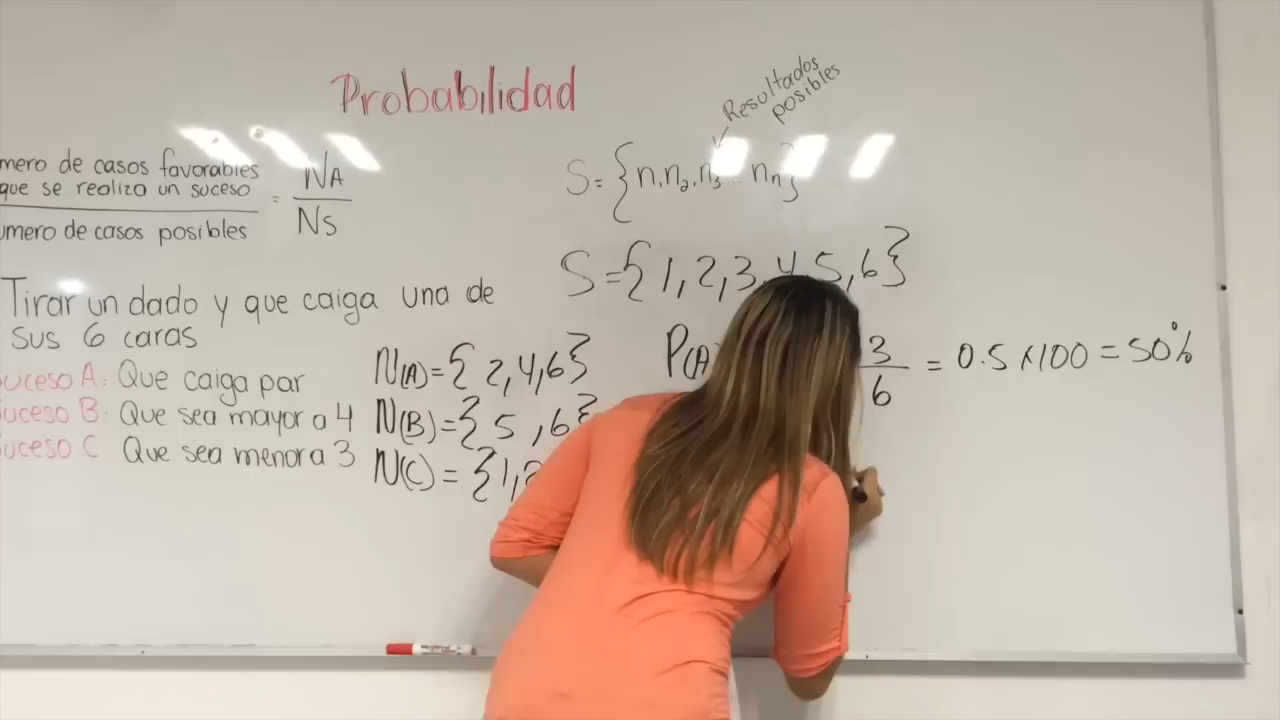 Probabilidad
Resultados
posibles
mero de casos favorables
que se realizo un suceso
umero de casos posibles
= NA
NS
S= {n1, n2, n3 ... nn}
S={1,2,3,4,5,6}
Tirar un dado y que caiga una de
sus 6 caras
uceso A: Que caiga par
N(A)={ 2,4,6}
uceso B: Que sea mayor a 4
N(B)={ 5 ,6}
uceso C Que sea menor a 3
N(C) = {1,2
P(A)
3
6
= 0.5 x100 = 50%